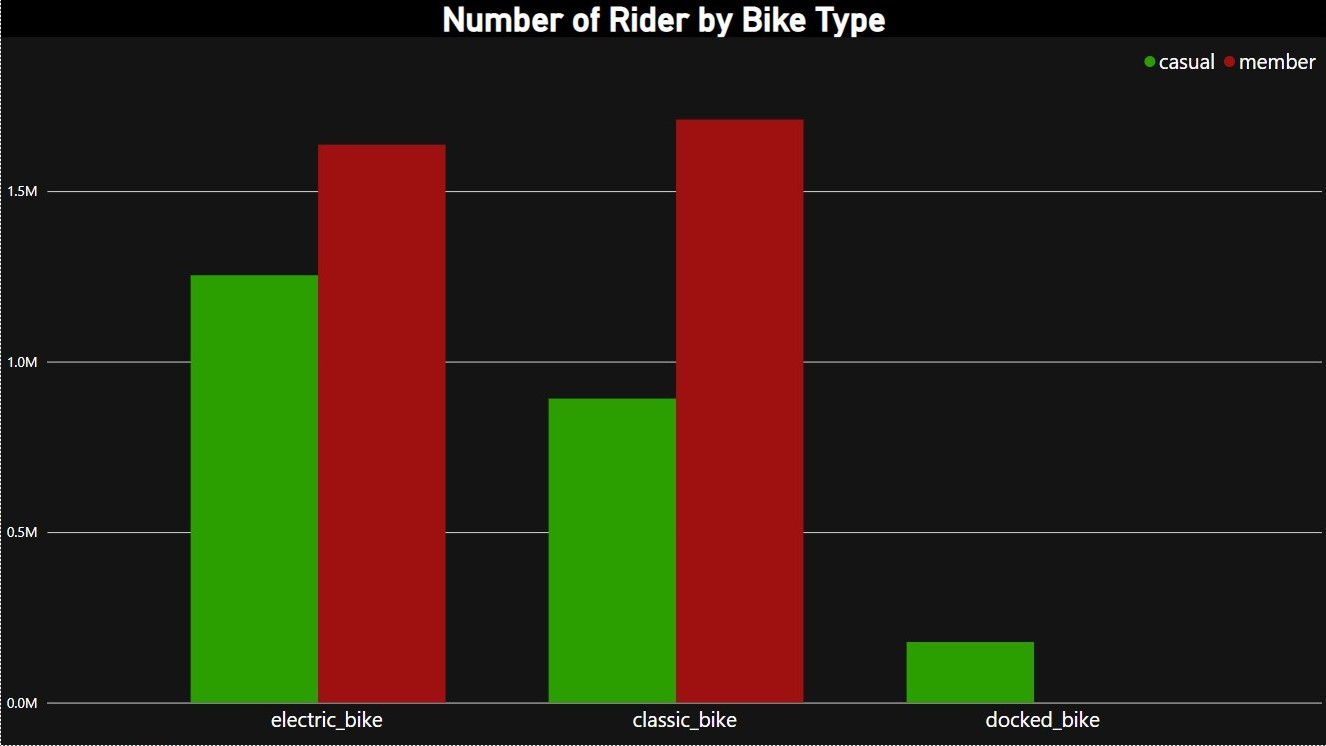 Number of Rider by Bike Type
casual member
1.5M
1.0M
0.5M
0.0M
electric_bike classic_bike docked_bike